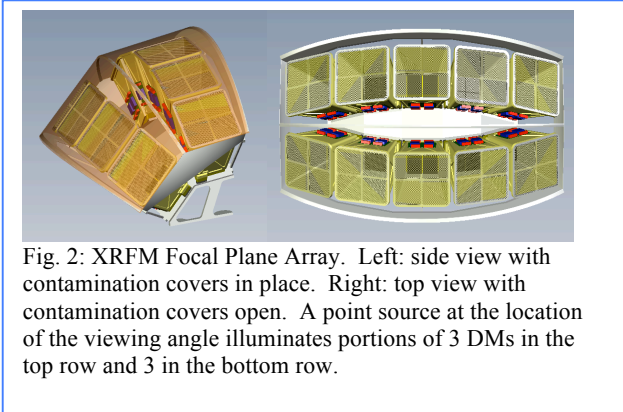 Fig. 2: XRFM Focal Plane Array.  Left: side view with
contamination covers in place.  Right: top view with
contamination covers open.  A point source at the location
of the viewing angle illuminates portions of 3 DMs in the
top row and 3 in the bottom row.